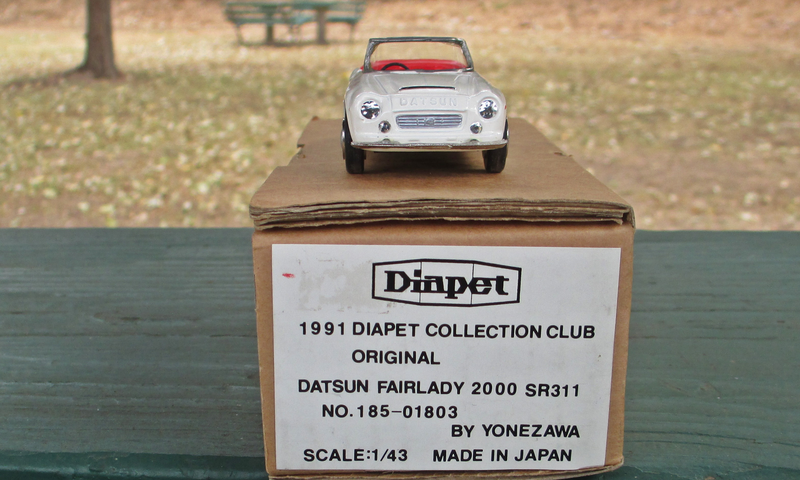 DATSUN
Diapet
1991 DIAPET COLLECTION CLUB
ORIGINAL
DATSUN FAIRLADY 2000 SR311
NO.185-01803
BY YONEZAWA
SCALE:1/43 MADE IN JAPAN